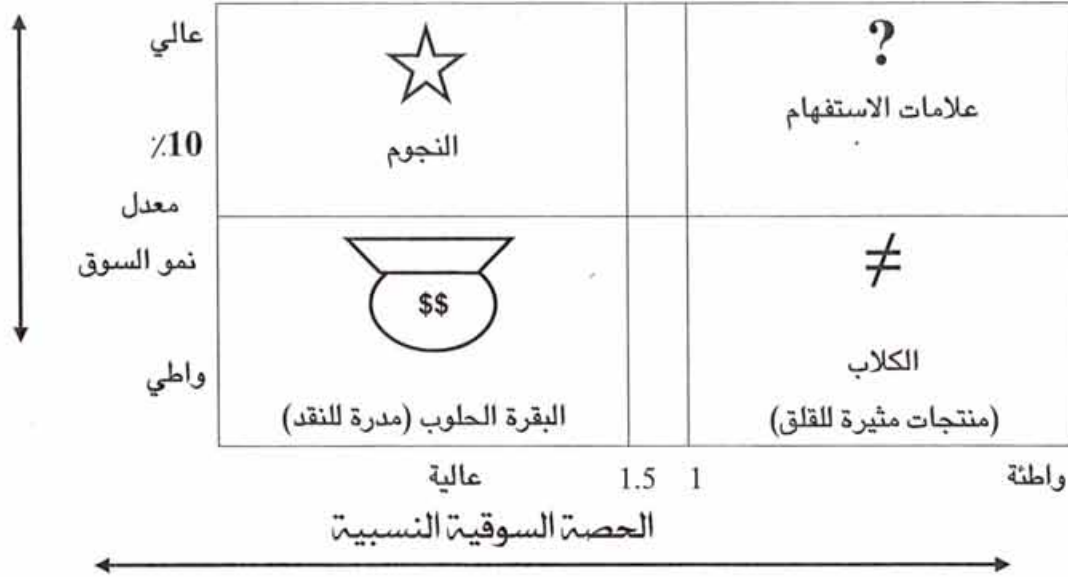 عالي
٪10
معدل
نمو السوق
واطي
?
علامات الاستفهام
النجوم
≠
الكلاب
(منتجات مثيرة للقلق)
$$
البقرة الحلوب (مدرة للنقد)
واطئة
1
1.5
عالية
الحصة السوقية النسبية